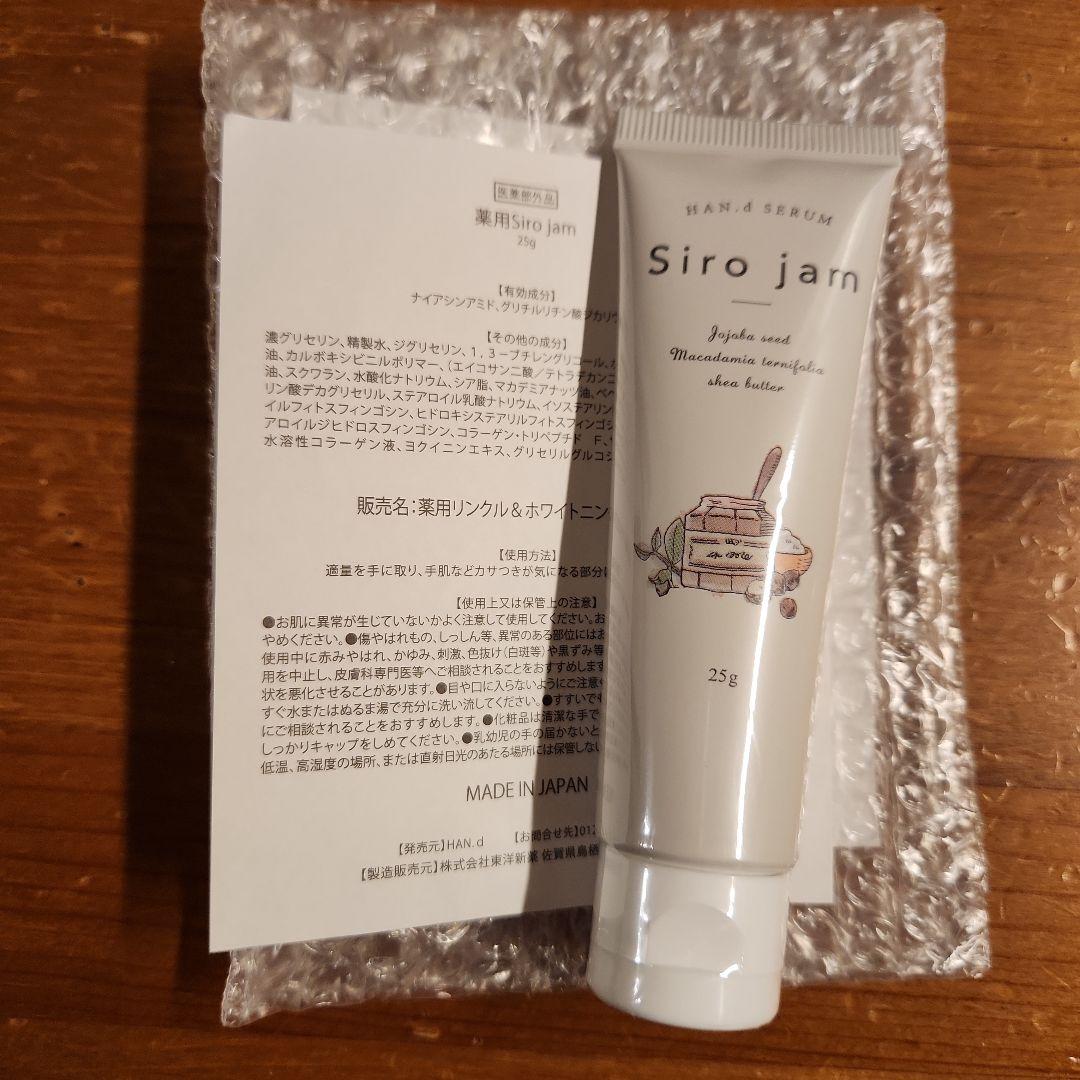 医薬部外品
薬用Siro jam
25g
【有効成分】
ナイアシンアミド、グリチルリチン酸ジカリウ
【その他の成分】
濃グリセリン、精製水、ジグリセリン、1，3－ブチレングリコール、
油、カルボキシビニルポリマー、（エイコサン二酸／テトラデカン
油、スクワラン、水酸化ナトリウム、シア脂、マカデミアナッツ油、ベヘ
リン酸デカグリセリル、ステアロイル乳酸ナトリウム、イソステアリン
イルフィトスフィンゴシン、ヒドロキシステアリルフィトスフィンゴシ
アロイルジヒドロスフィンゴシン、コラーゲン・トリペプチド F、
水溶性コラーゲン液、ヨクイニンエキス、グリセリルグルコシ
販売名：薬用リンクル＆ホワイトニン
【使用方法】
適量を手に取り、手肌などカサつきが気になる部分に
【使用上又は保管上の注意】
●お肌に異常が生じていないかよく注意して使用してください。お
やめください。●傷やはれもの、しっしん等、異常のある部位にはお
使用中に赤みやはれ、かゆみ、刺激、色抜け（白斑等）や黒ずみ等
用を中止し、皮膚科専門医等へご相談されることをおすすめします
状を悪化させることがあります。●目や口に入らないようにご注意
すぐ水またはぬるま湯で充分に洗い流してください。●すすいでも
にご相談されることをおすすめします。●化粧品は清潔な手で
しっかりキャップをしめてください。●乳幼児の手の届かないと
低温、高湿度の場所、または直射日光のあたる場所には保管しない
MADE IN JAPAN
【発売元】HAN.d 【お問合せ先】012
【製造販売元】株式会社東洋新薬 佐賀県鳥栖
HAN.d SERUM
Siro jam
Jojoba seed
Macadamia ternifolia
shea butter
25g